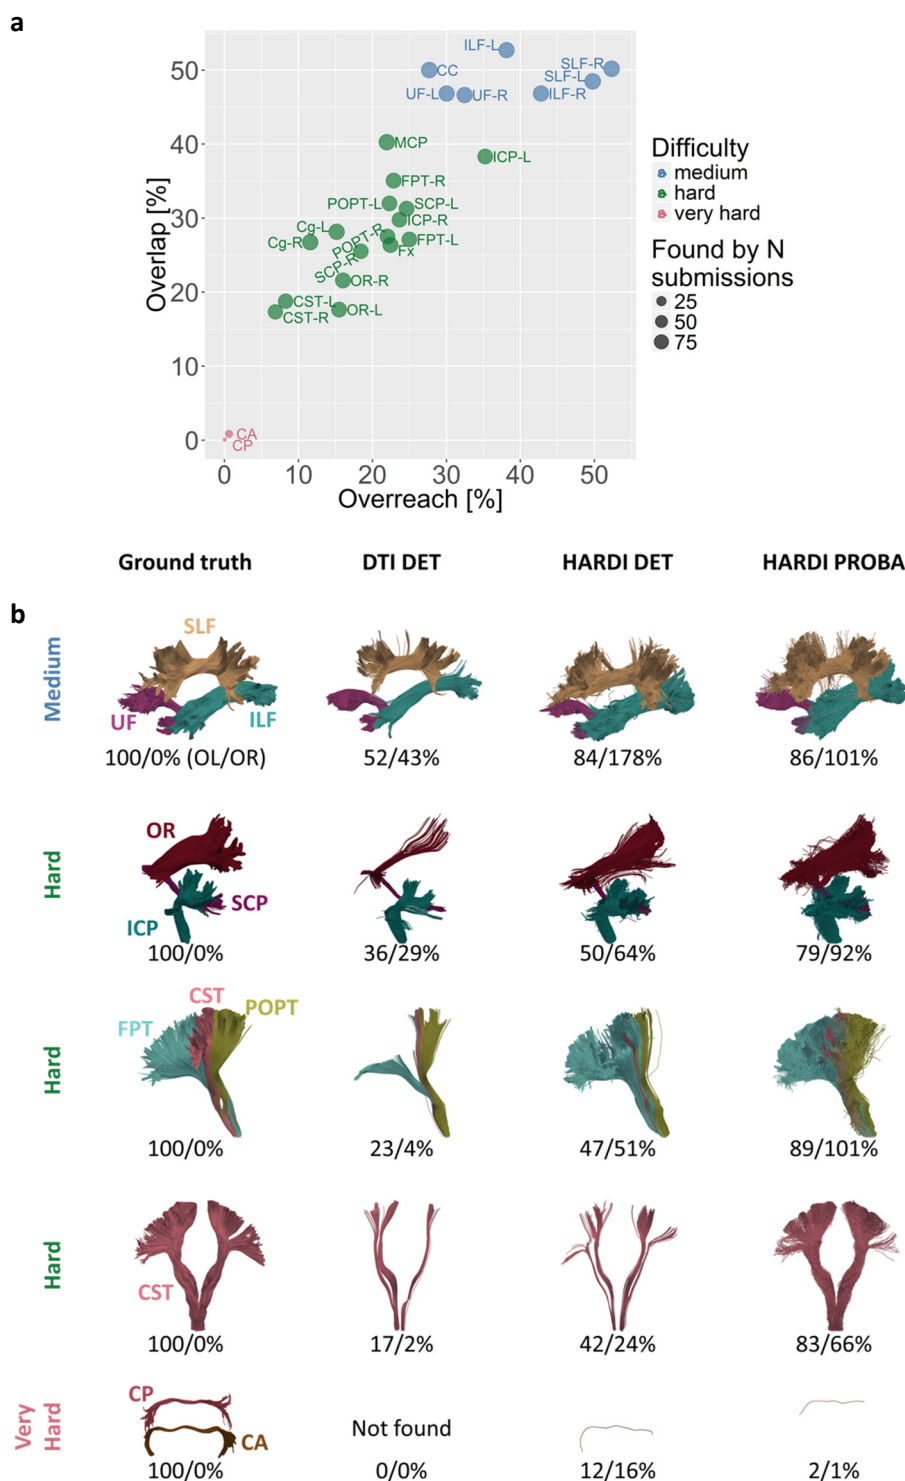 a
Overlap [%]
50
40
30
20
10
0
ILF-L
CC
SLF-R
SLF-L
UF-L
UF-R
ILF-R
MCP
ICP-L
FPT-R
POPT-L
SCP-L
ICP-R
Cg-L
Cg-R
POPT-R
FPT-L
Fx
SCP-R
OR-R
CST-L
CST-R
OR-L
CA
CP
0 10 20 30 40 50
Overreach [%]
Difficulty
medium
hard
very hard
Found by N
submissions
25
50
75
Ground truth DTI DET HARDI DET HARDI PROBA
b
Medium
SLF
UF
ILF
100/0% (OL/OR) 52/43% 84/178% 86/101%
Hard
OR
SCP
ICP
100/0% 36/29% 50/64% 79/92%
Hard
CST
POPT
FPT
100/0% 23/4% 47/51% 89/101%
Hard
CST
100/0% 17/2% 42/24% 83/66%
Very
Hard
CP
CA
Not found
100/0% 0/0% 12/16% 2/1%